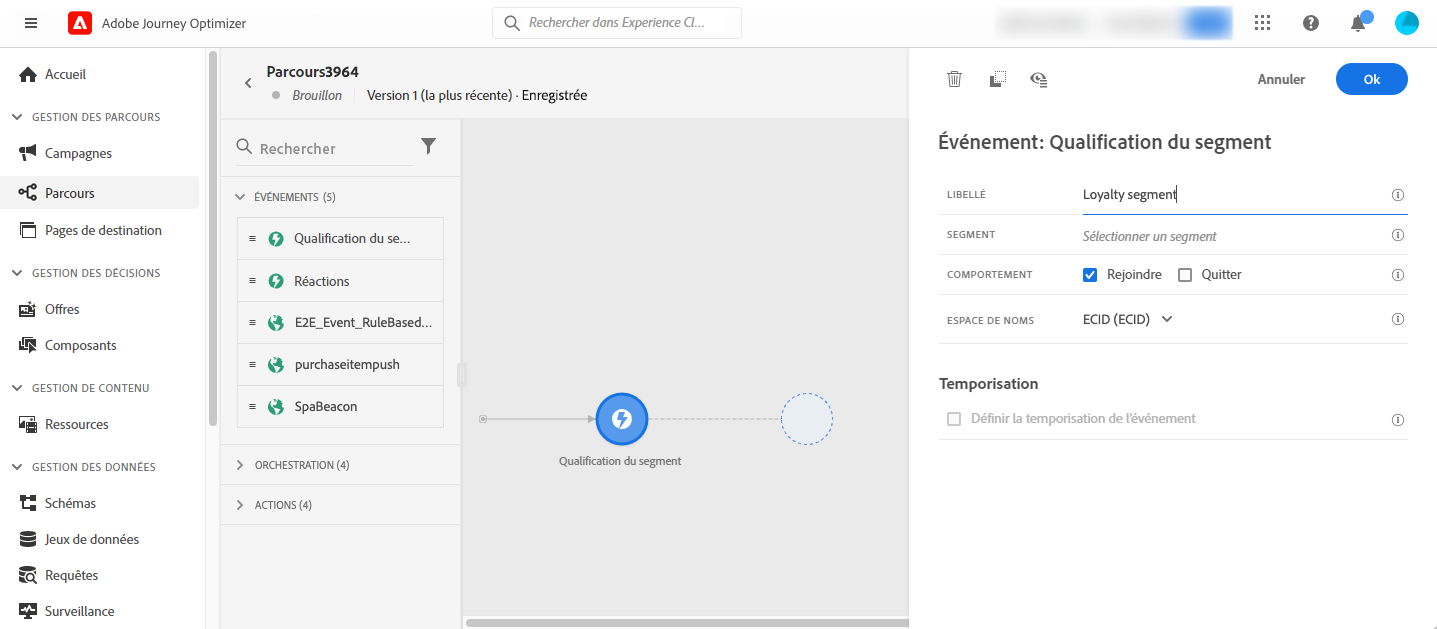 Adobe Journey Optimizer
Rechercher dans Experience Cl...
Accueil
GESTION DES PARCOURS
Campagnes
Parcours
Pages de destination
GESTION DES DÉCISIONS
Offres
Composants
GESTION DE CONTENU
Ressources
GESTION DES DONNÉES
Schémas
Jeux de données
Requêtes
Surveillance
Parcours3964
Brouillon
Version 1 (la plus récente) · Enregistrée
Rechercher
ÉVÉNEMENTS (5)
Qualification du se...
Réactions
E2E_Event_RuleBased...
purchaseitempush
SpaBeacon
ORCHESTRATION (4)
ACTIONS (4)
Qualification du segment
Annuler
Ok
Événement: Qualification du segment
LIBELLÉ
Loyalty segment
SEGMENT
Sélectionner un segment
COMPORTEMENT
Rejoindre
Quitter
ESPACE DE NOMS
ECID (ECID)
Temporisation
Définir la temporisation de l'événement